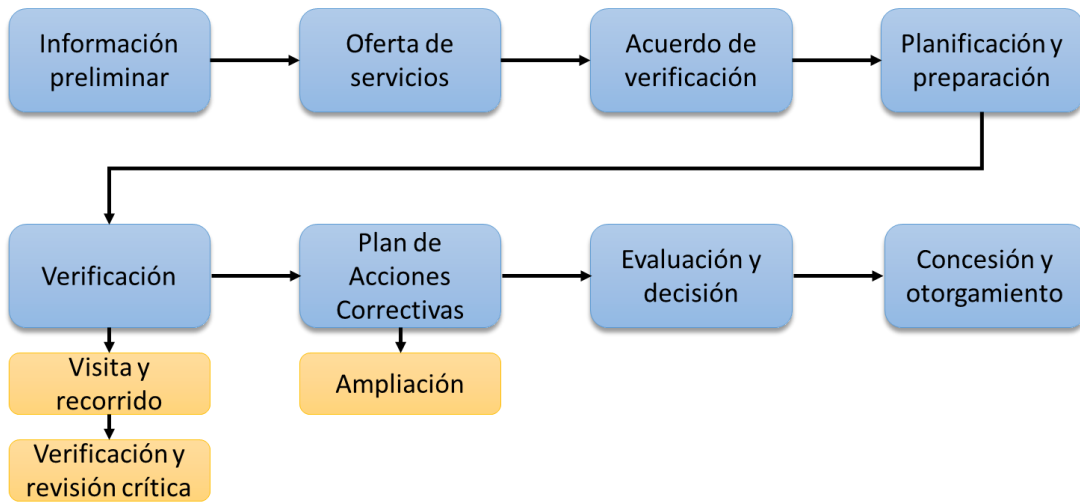 Información
preliminar
Oferta de
servicios
Acuerdo de
verificación
Planificación y
preparación
Verificación
Plan de
Acciones
Correctivas
Evaluación y
decisión
Concesión y
otorgamiento
Visita y
recorrido
Ampliación
Verificación y
revisión crítica